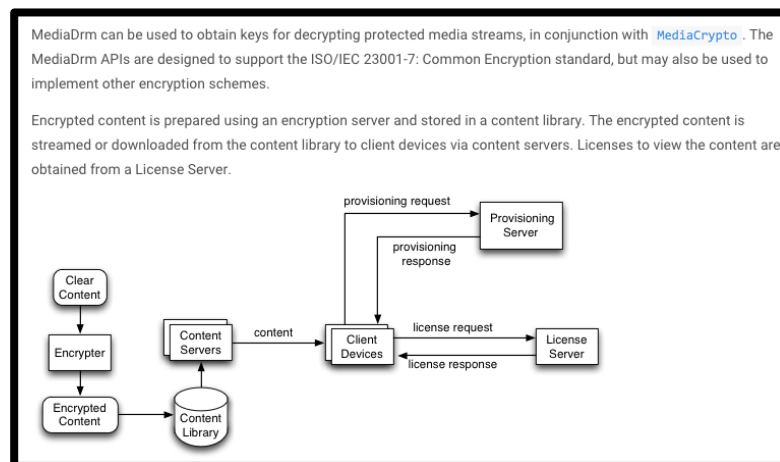 MediaDrm can be used to obtain keys for decrypting protected media streams, in conjunction with MediaCrypto . The
MediaDrm APIs are designed to support the ISO/IEC 23001-7: Common Encryption standard, but may also be used to
implement other encryption schemes.
Encrypted content is prepared using an encryption server and stored in a content library. The encrypted content is
streamed or downloaded from the content library to client devices via content servers. Licenses to view the content are
obtained from a License Server.
provisioning request
Provisioning
Server
provisioning
response
Clear
Content
Encrypter
Encrypted
Content
Content
Servers
Content
Library
content
Client
Devices
license request
license response
License
Server